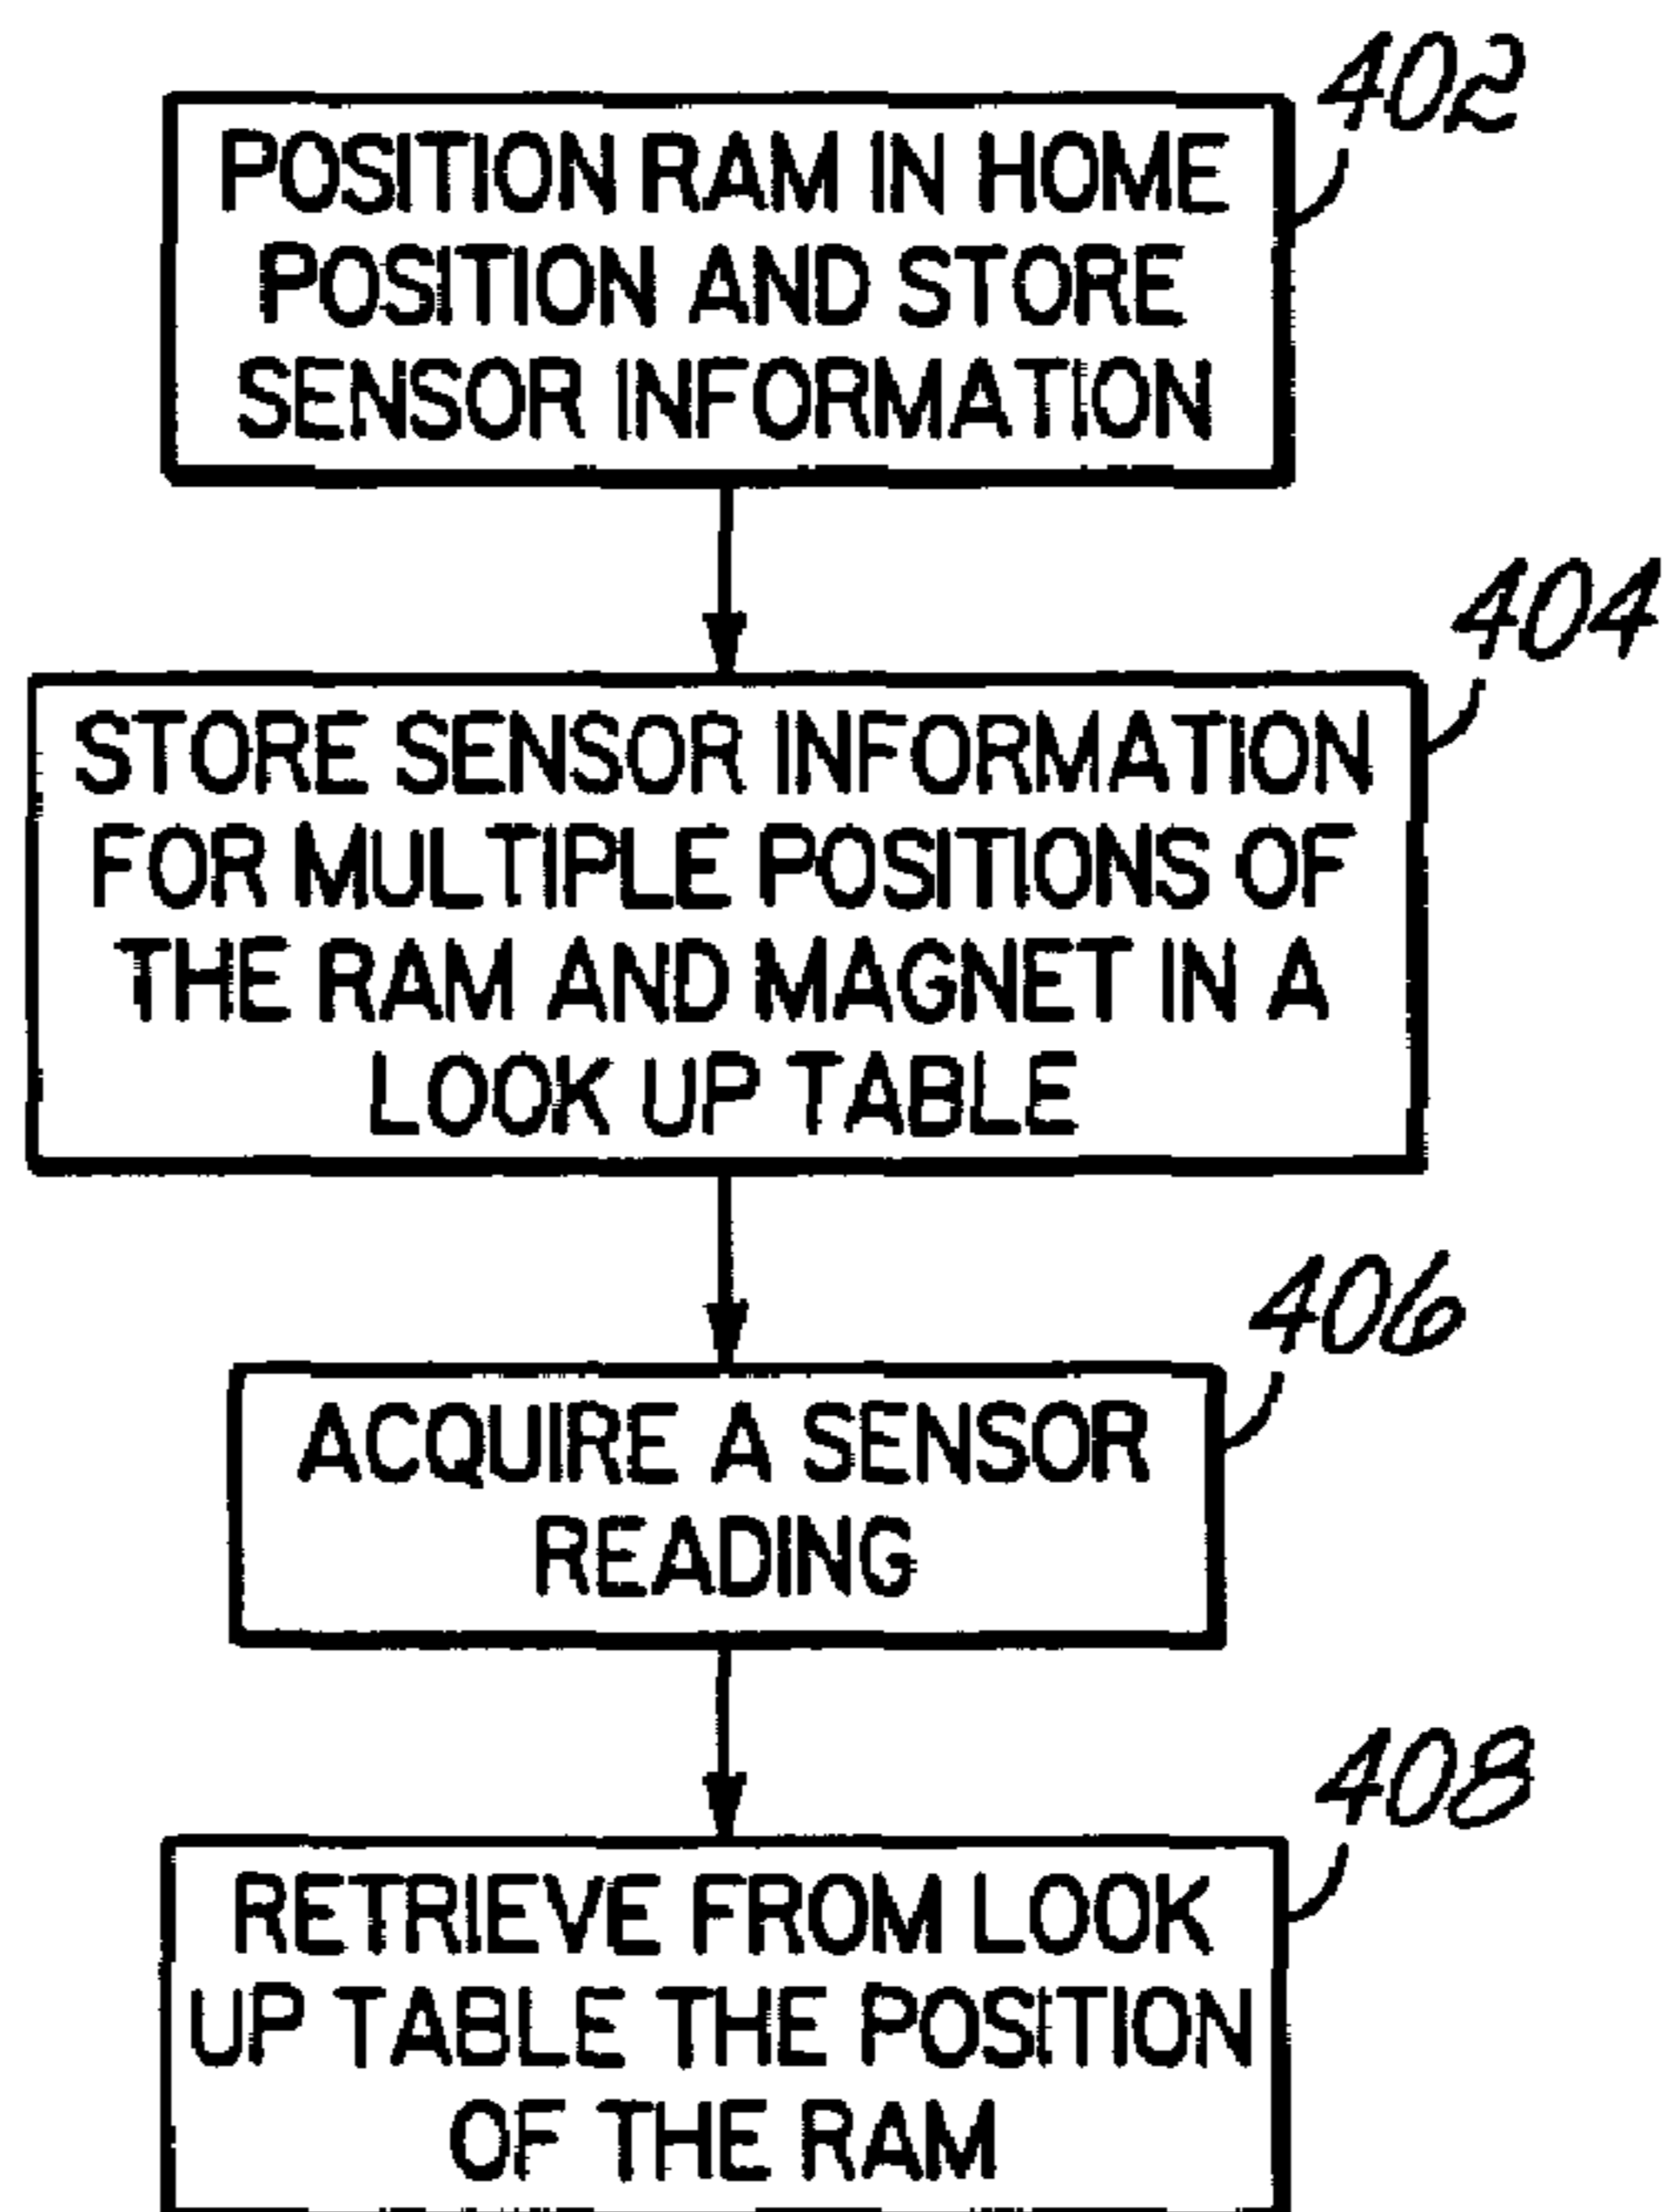 402
POSITION RAM IN HOME
POSITION AND STORE
SENSOR INFORMATION
404
STORE SENSOR INFORMATION
FOR MULTIPLE POSITIONS OF
THE RAM AND MAGNET IN A
LOOK UP TABLE
406
ACQUIRE A SENSOR
READING
408
RETRIEVE FROM LOOK
UP TABLE THE POSITION
OF THE RAM